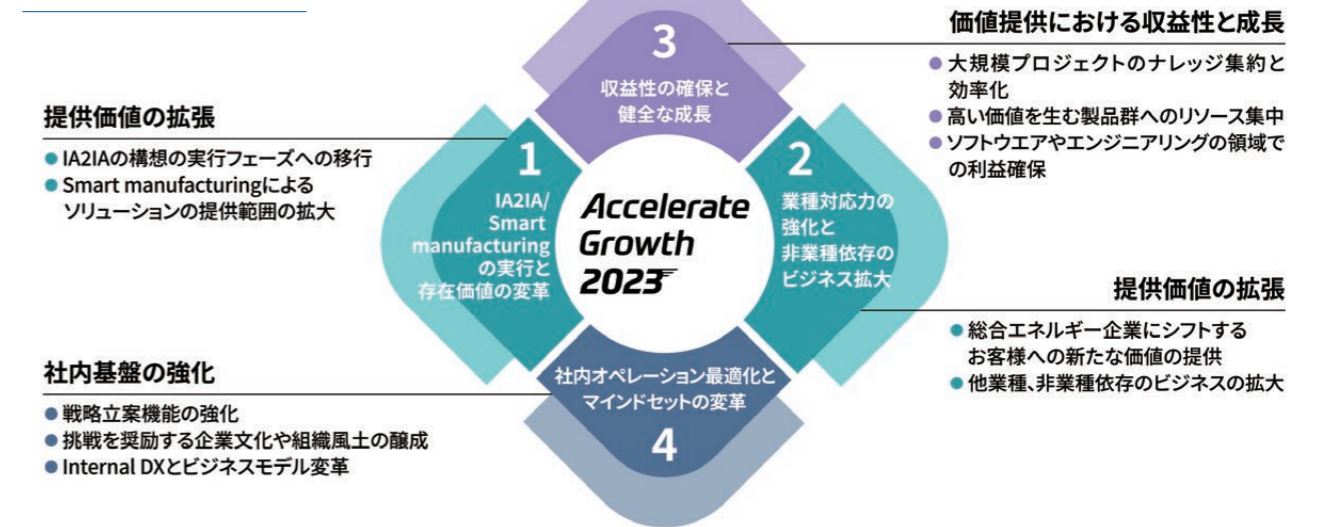 提供価値の拡張
● IA2IAの構想の実行フェーズへの移行
● Smart manufacturingによる
ソリューションの提供範囲の拡大
社内基盤の強化
● 戦略立案機能の強化
● 挑戦を奨励する企業文化や組織風土の醸成
● Internal DXとビジネスモデル変革
3
収益性の確保と
健全な成長
1
IA2IA/
Smart
manufacturing
の実行と
存在価値の変革
Accelerate
Growth
2023
2
業種対応力の
強化と
非業種依存の
ビジネス拡大
社内オペレーション最適化と
マインドセットの変革
4
価値提供における収益性と成長
● 大規模プロジェクトのナレッジ集約と
効率化
● 高い価値を生む製品群へのリソース集中
● ソフトウエアやエンジニアリングの領域で
の利益確保
提供価値の拡張
● 総合エネルギー企業にシフトする
お客様への新たな価値の提供
● 他業種、非業種依存のビジネスの拡大